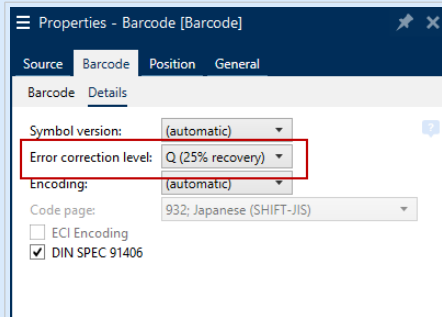 Properties - Barcode [Barcode]
Source Barcode Position General
Barcode Details
Symbol version: (automatic)
Error correction level: Q (25% recovery)
Encoding: (automatic)
Code page: 932; Japanese (SHIFT-JIS)
ECI Encoding
DIN SPEC 91406
?